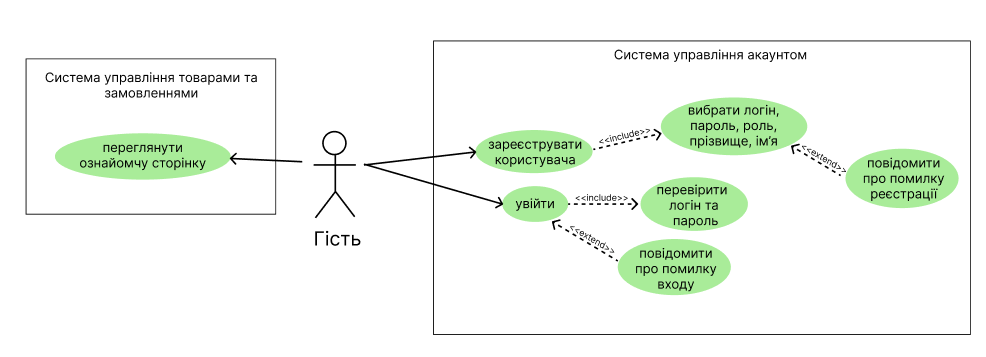 Система управління товарами та
замовленнями
переглянути
ознайомчу сторінку
Гість
Система управління акаунтом
зареєструвати
користувача
<<include>>
вибрати логін,
пароль, роль,
прізвище, ім'я
<<extend>>
повідомити
про помилку
реєстрації
увійти
<<include>>
перевірити
логін та
пароль
<<extend>>
повідомити
про помилку
входу